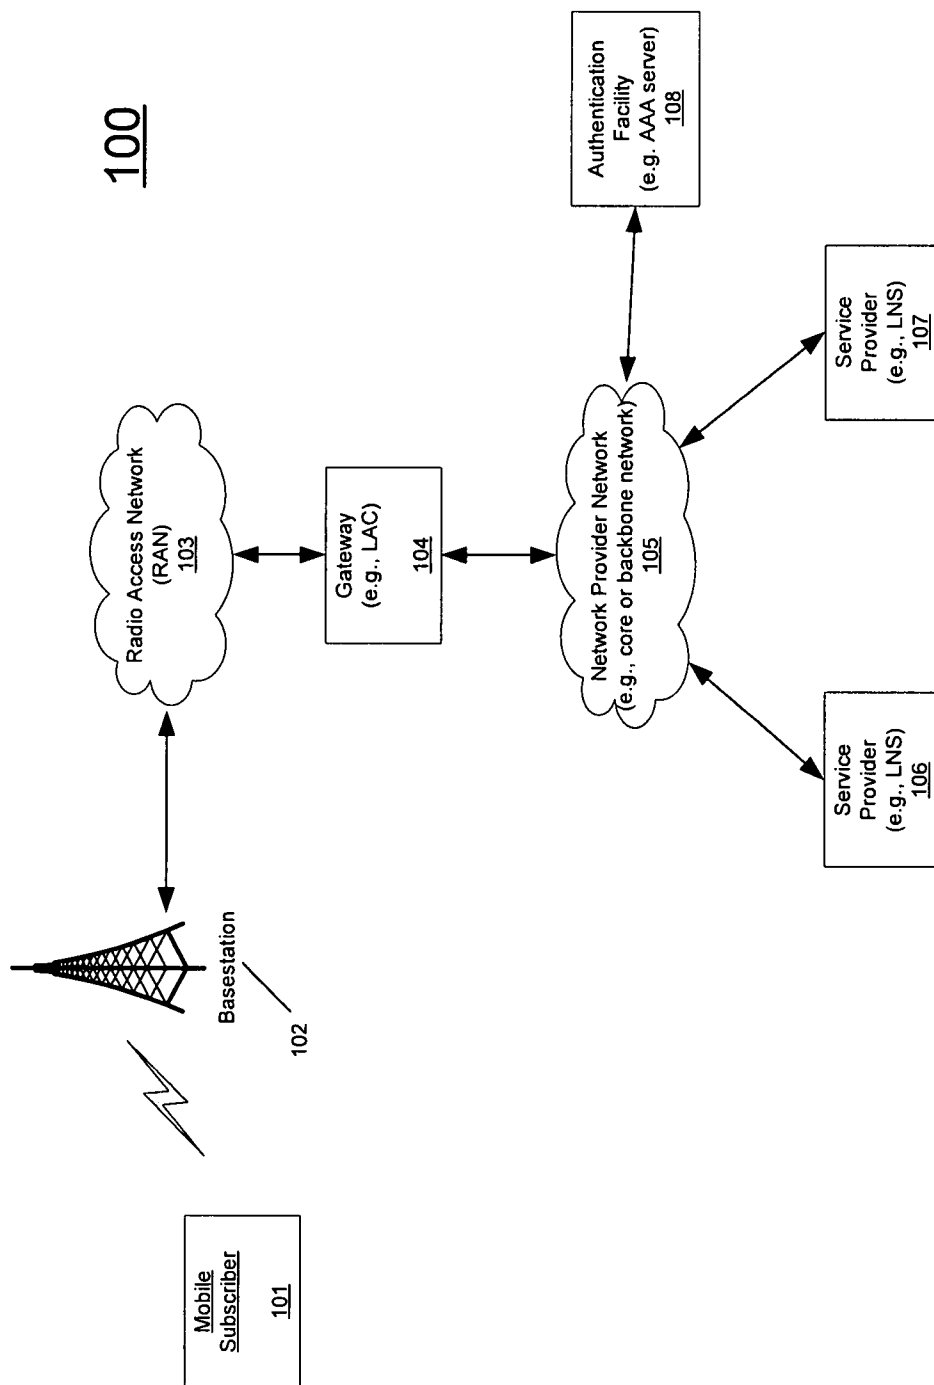 100
Mobile
Subscriber
101
Basestation
102
Radio Access Network
(RAN)
103
Gateway
(e.g., LAC)
104
Network Provider Network
(e.g., core or backbone network)
105
Authentication
Facility
(e.g. AAA server)
108
Service
Provider
(e.g., LNS)
106
Service
Provider
(e.g., LNS)
107